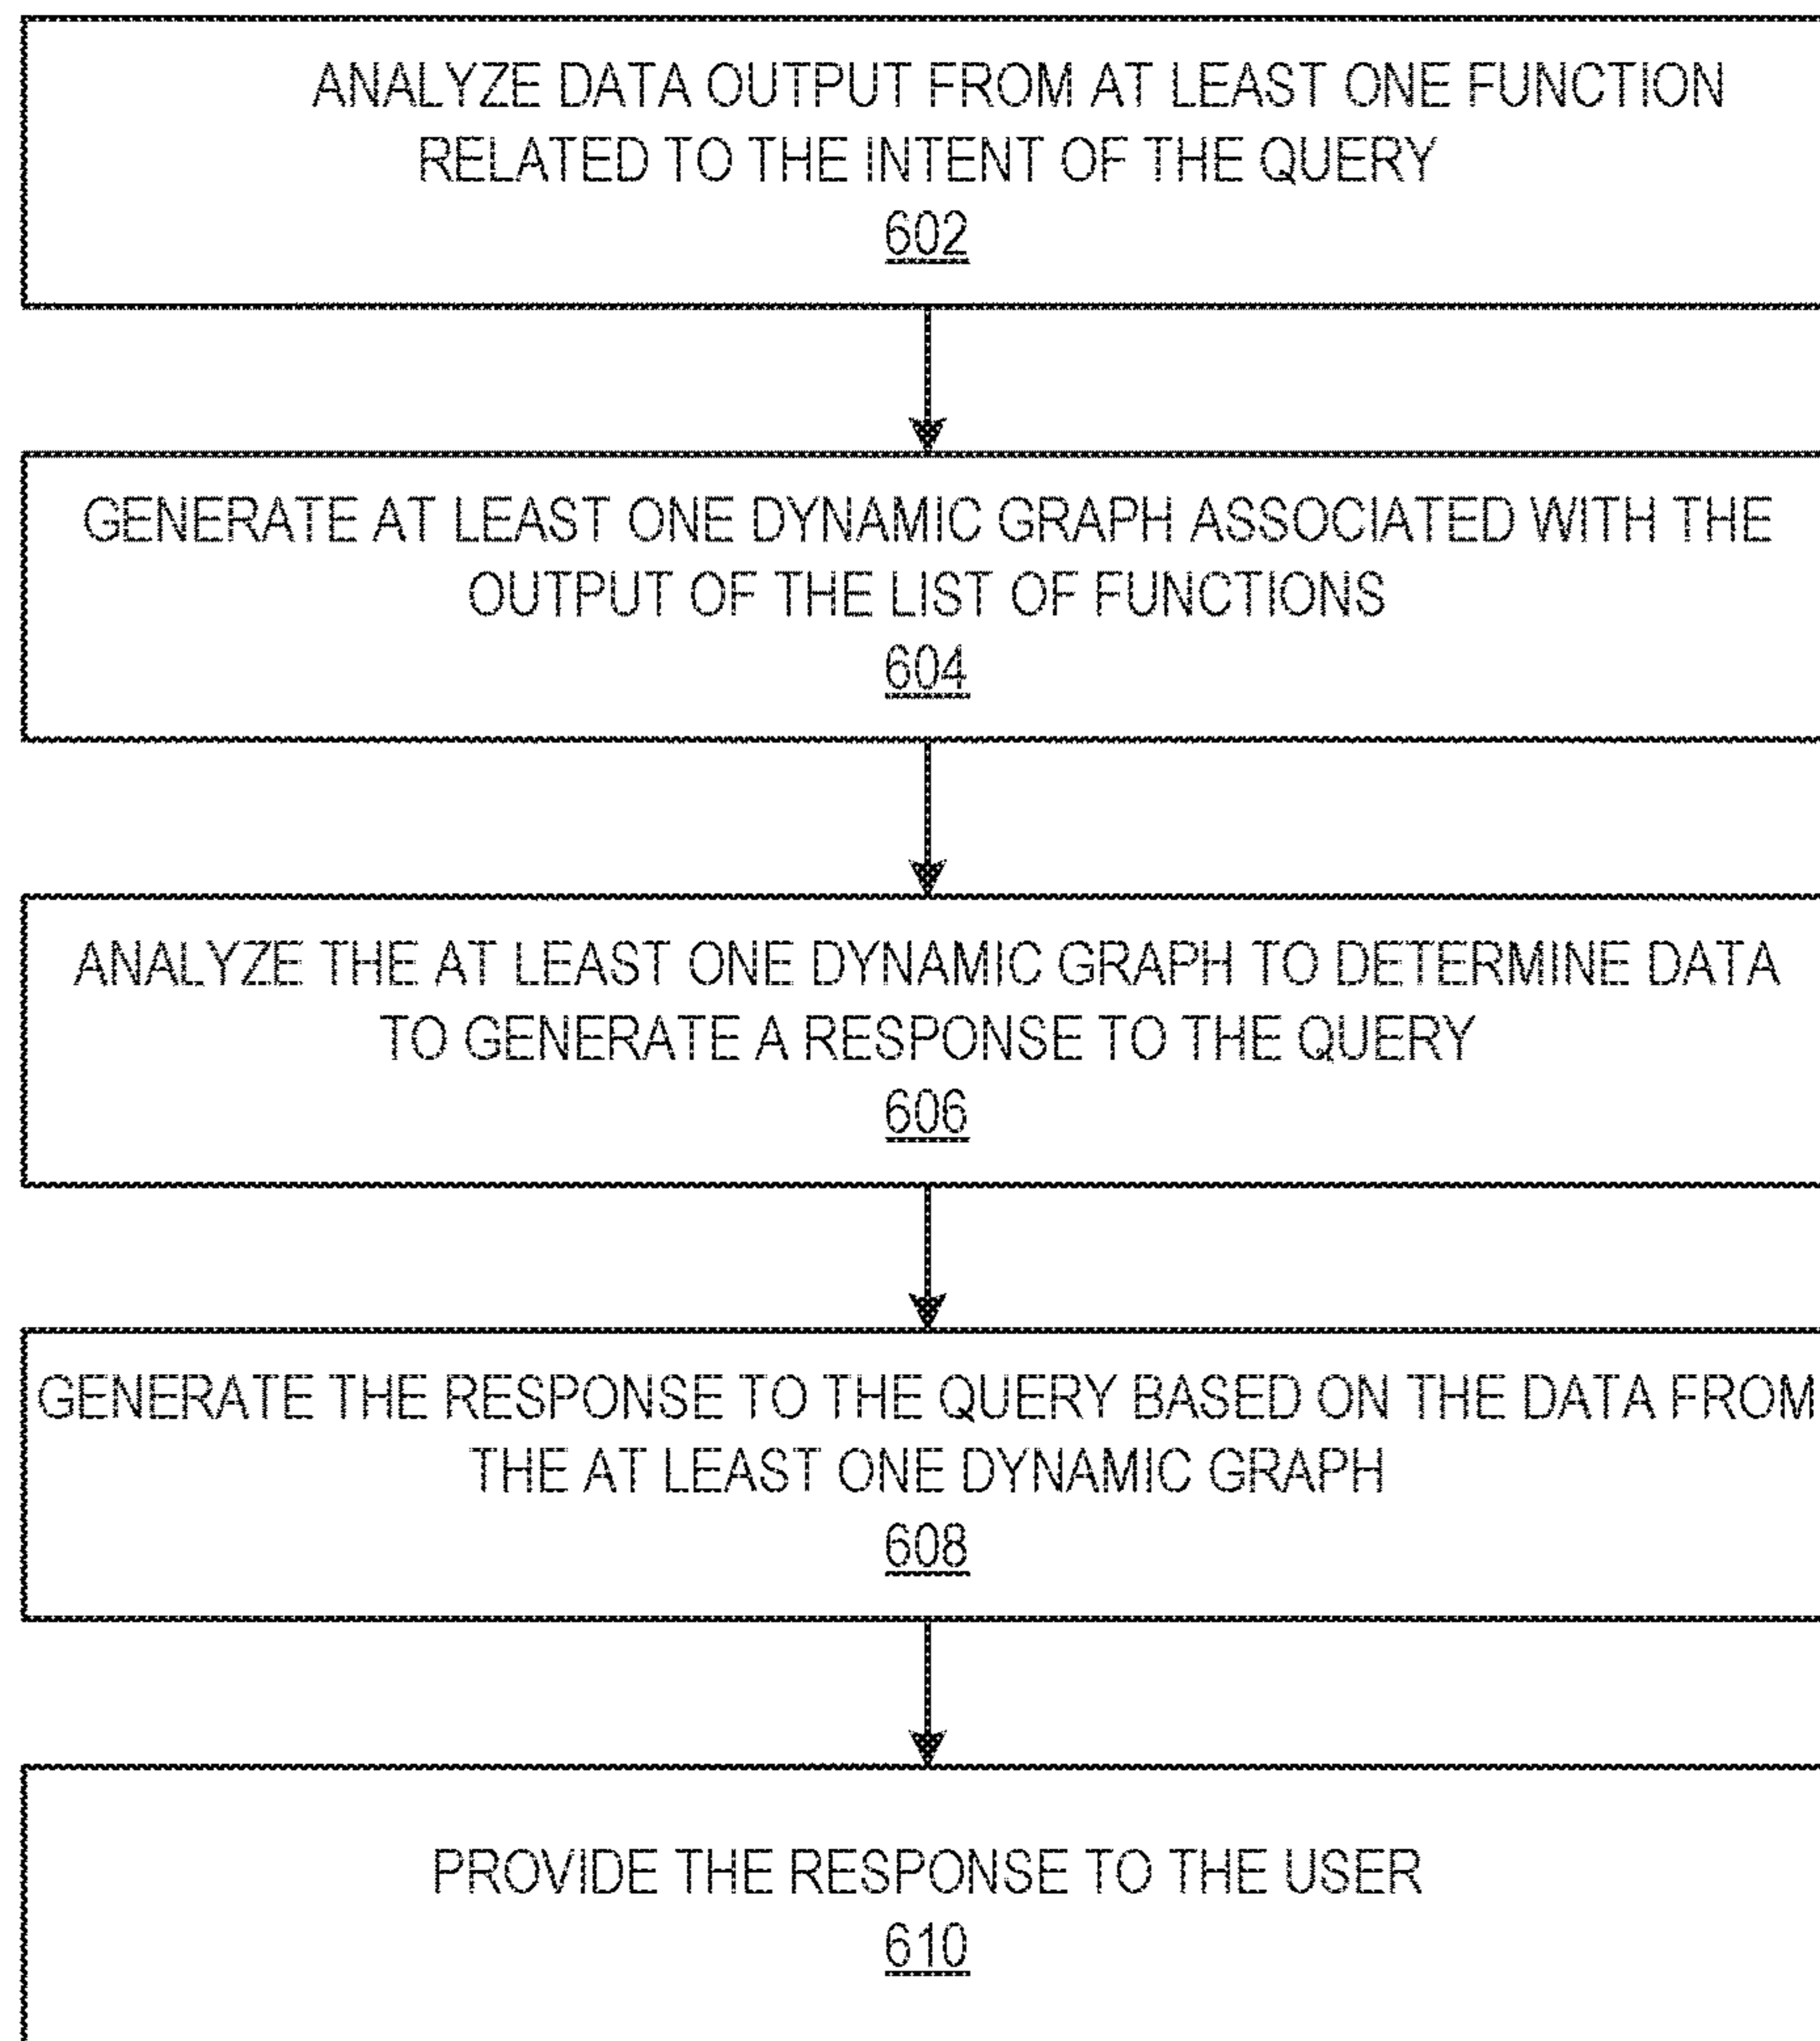 ANALYZE DATA OUTPUT FROM AT LEAST ONE FUNCTION
RELATED TO THE INTENT OF THE QUERY
602
GENERATE AT LEAST ONE DYNAMIC GRAPH ASSOCIATED WITH THE
OUTPUT OF THE LIST OF FUNCTIONS
604
ANALYZE THE AT LEAST ONE DYNAMIC GRAPH TO DETERMINE DATA
TO GENERATE A RESPONSE TO THE QUERY
606
GENERATE THE RESPONSE TO THE QUERY BASED ON THE DATA FROM
THE AT LEAST ONE DYNAMIC GRAPH
608
PROVIDE THE RESPONSE TO THE USER
610